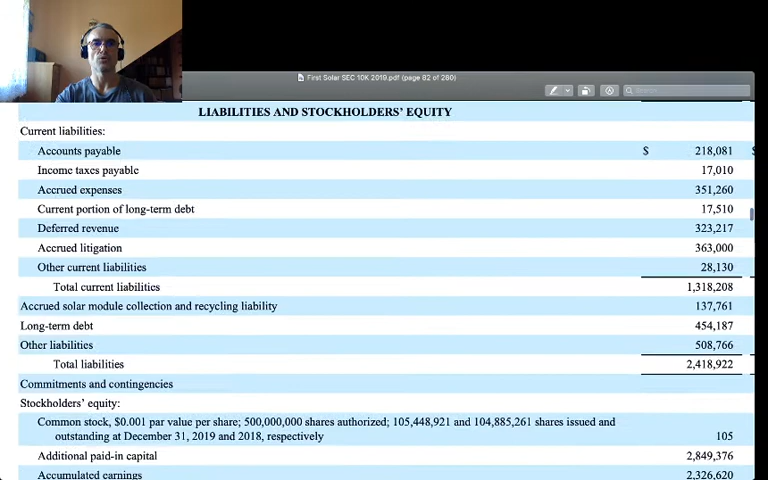 First Solar SEC 10K 2019.pdf (page 82 of 280)
Search
LIABILITIES AND STOCKHOLDERS' EQUITY
Current liabilities:
Accounts payable $ 218,081 $
Income taxes payable 17,010
Accrued expenses 351,260
Current portion of long-term debt 17,510
Deferred revenue 323,217
Accrued litigation 363,000
Other current liabilities 28,130
Total current liabilities 1,318,208
Accrued solar module collection and recycling liability 137,761
Long-term debt 454,187
Other liabilities 508,766
Total liabilities 2,418,922
Commitments and contingencies
Stockholders' equity:
Common stock, $0.001 par value per share; 500,000,000 shares authorized; 105,448,921 and 104,885,261 shares issued and
outstanding at December 31, 2019 and 2018, respectively 105
Additional paid-in capital 2,849,376
Accumulated earnings 2,326,620